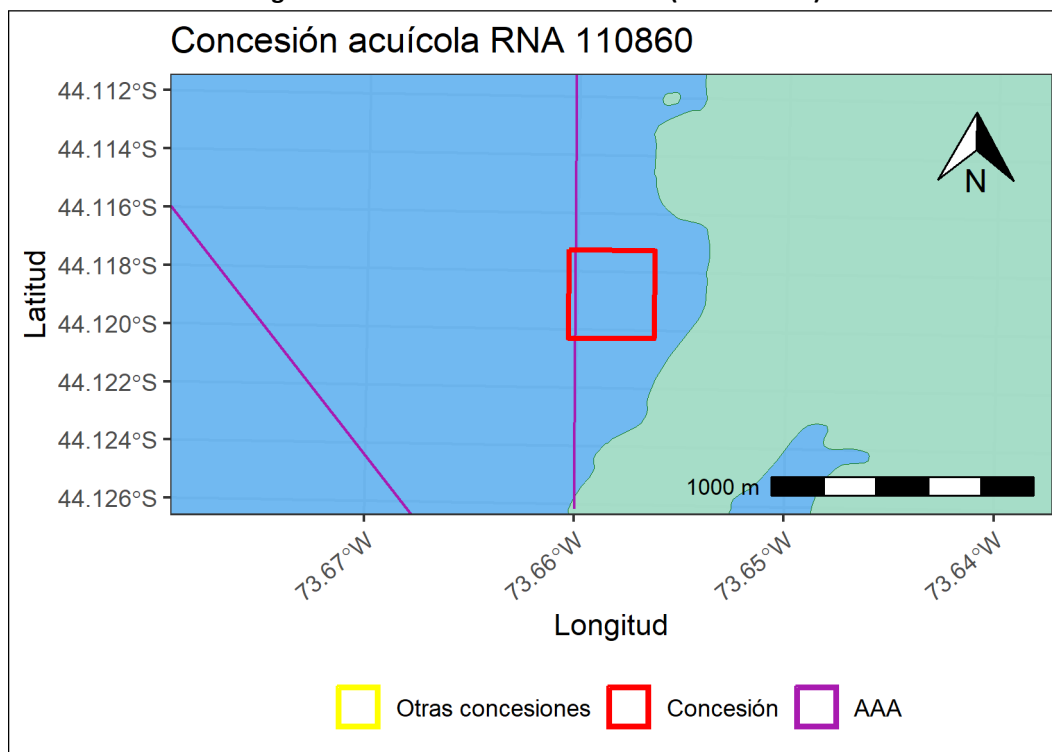 Concesión acuícola RNA 110860
44.112°S
44.114°S
44.116°S
44.118°S
44.120°S
44.122°S
44.124°S
44.126°S
Latitud
N
1000 m
73.67°W
73.66°W
73.65°W
73.64°W
Longitud
Otras concesiones
Concesión
AAA